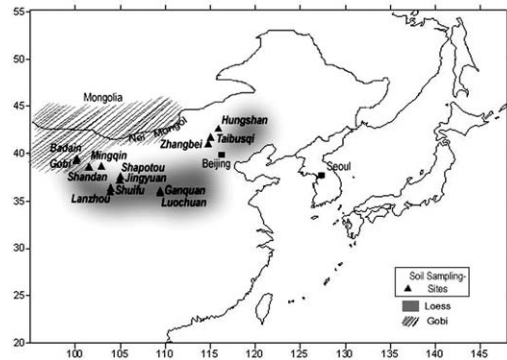 55
50
45
40
35
30
25
20
Mongolia
Nei Mongol
Hungshan
Taibusqi
Zhangbei
Beijing
Badain
Gobi
Mingqin
Shandan
Shapotou
Jingyuan
Shuifu
Lanzhou
Ganquan
Luochuan
Seoul
Soil Sampling-
Sites
Loess
Gobi
100 105 110 115 120 125 130 135 140 145